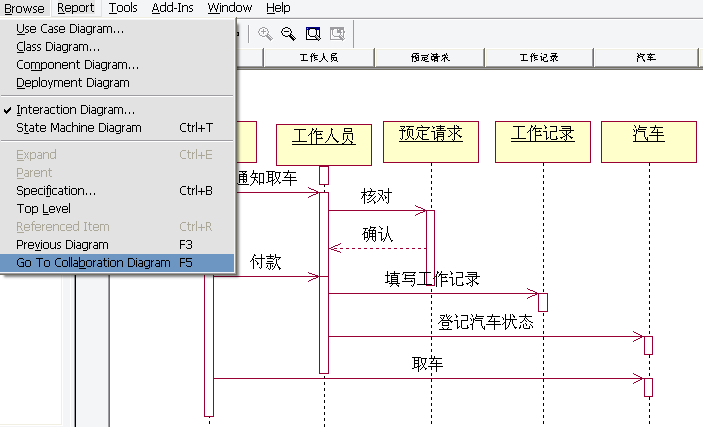 Browse Report Tools Add-Ins Window Help
Use Case Diagram...
Class Diagram...
Component Diagram...
Deployment Diagram
Interaction Diagram...
State Machine Diagram Ctrl+T
Expand Ctrl+E
Parent
Specification... Ctrl+B
Top Level
Referenced Item Ctrl+R
Previous Diagram F3
Go To Collaboration Diagram F5
工作人员 预定请求 工作记录 汽车
工作人员 预定请求 工作记录 汽车
通知取车
核对
确认
付款
填写工作记录
登记汽车状态
取车